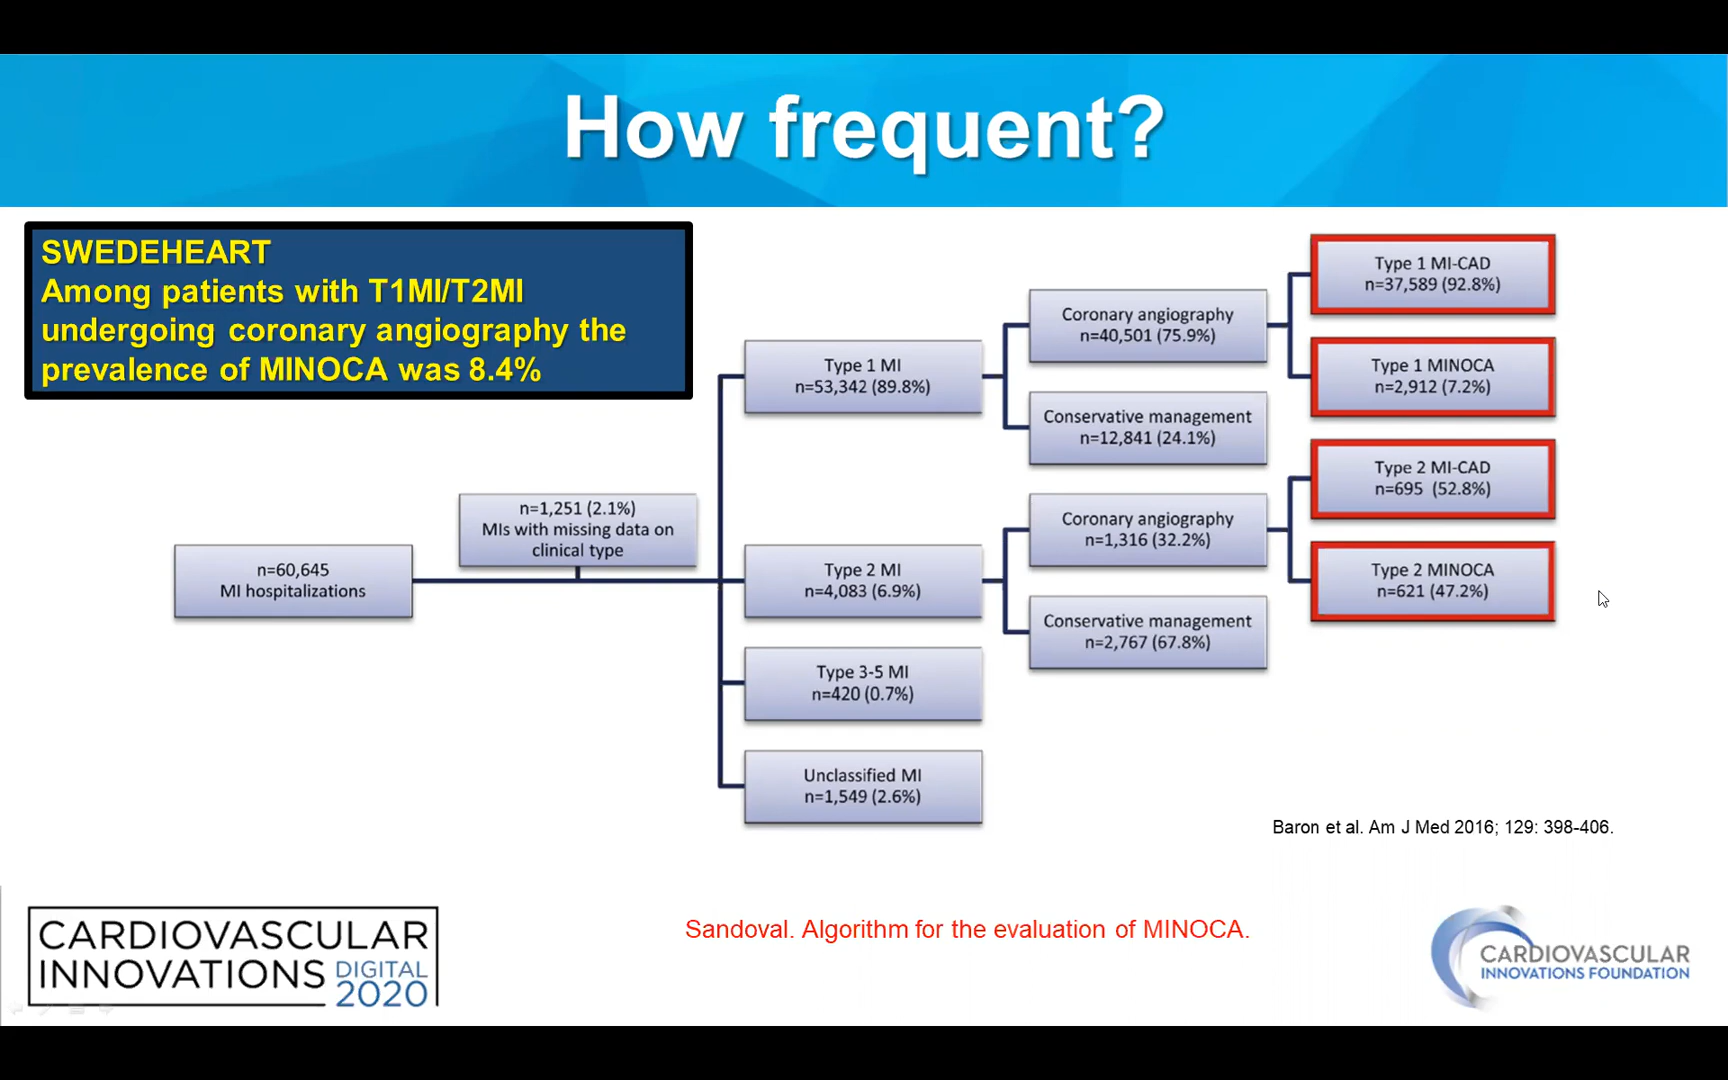 How frequent?
SWEDEHEART
Among patients with T1MI/T2MI
undergoing coronary angiography the
prevalence of MINOCA was 8.4%
n=60,645
MI hospitalizations
n=1,251 (2.1%)
MIs with missing data on
clinical type
Type 1 MI
n=53,342 (89.8%)
Type 2 MI
n=4,083 (6.9%)
Type 3-5 MI
n=420 (0.7%)
Unclassified MI
n=1,549 (2.6%)
Coronary angiography
n=40,501 (75.9%)
Conservative management
n=12,841 (24.1%)
Coronary angiography
n=1,316 (32.2%)
Conservative management
n=2,767 (67.8%)
Type 1 MI-CAD
n=37,589 (92.8%)
Type 1 MINOCA
n=2,912 (7.2%)
Type 2 MI-CAD
n=695 (52.8%)
Type 2 MINOCA
n=621 (47.2%)
Baron et al. Am J Med 2016; 129: 398-406.
Sandoval. Algorithm for the evaluation of MINOCA.
CARDIOVASCULAR
INNOVATIONS DIGITAL
2020
CARDIOVASCULAR
INNOVATIONS FOUNDATION